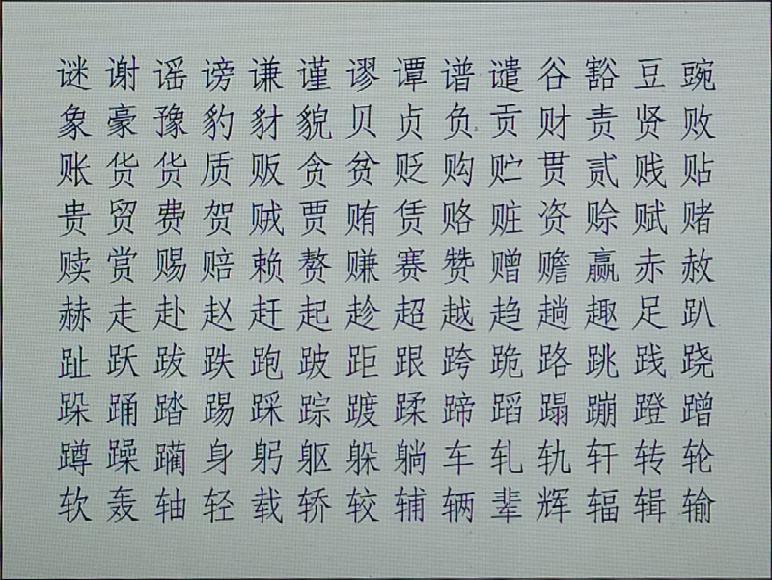 谜谢谣谤谦谨谬谭谱谴谷豁豆豌
象豪豫豹豺貌贝贞负贡财责贤败
账货货质贩贪贫贬购贮贯贰贱贴
贵贸费贺贼贾贿赁赂赃资赊赋赌
赎赏赐赔赖赘赚赛赞赠赡赢赤赦
赫走赴赵赶起趁超越趋趟趣足趴
趾跃跋跌跑跛距跟跨跪路跳践跷
跺踊踏踢踩踪踱蹂蹄蹈蹋蹦蹬蹭
蹲躁躏身躬躯躲躺车轧轨轩转轮
软轰轴轻载轿较辅辆辈辉辐辑输